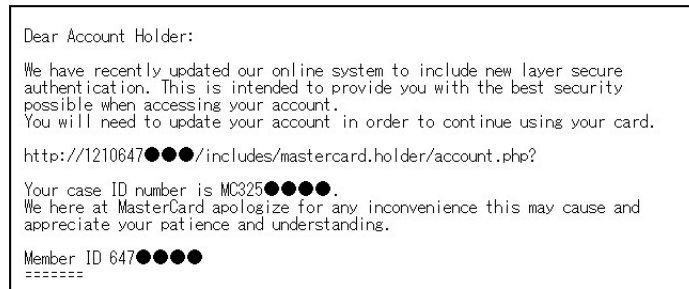 Dear Account Holder:
We have recently updated our online system to include new layer secure
authentication. This is intended to provide you with the best security
possible when accessing your account.
You will need to update your account in order to continue using your card.
http://1210647●●●/includes/mastercard.holder/account.php?
Your case ID number is MC325●●●●.
We here at MasterCard apologize for any inconvenience this may cause and
appreciate your patience and understanding.
Member ID 647●●●●
=======